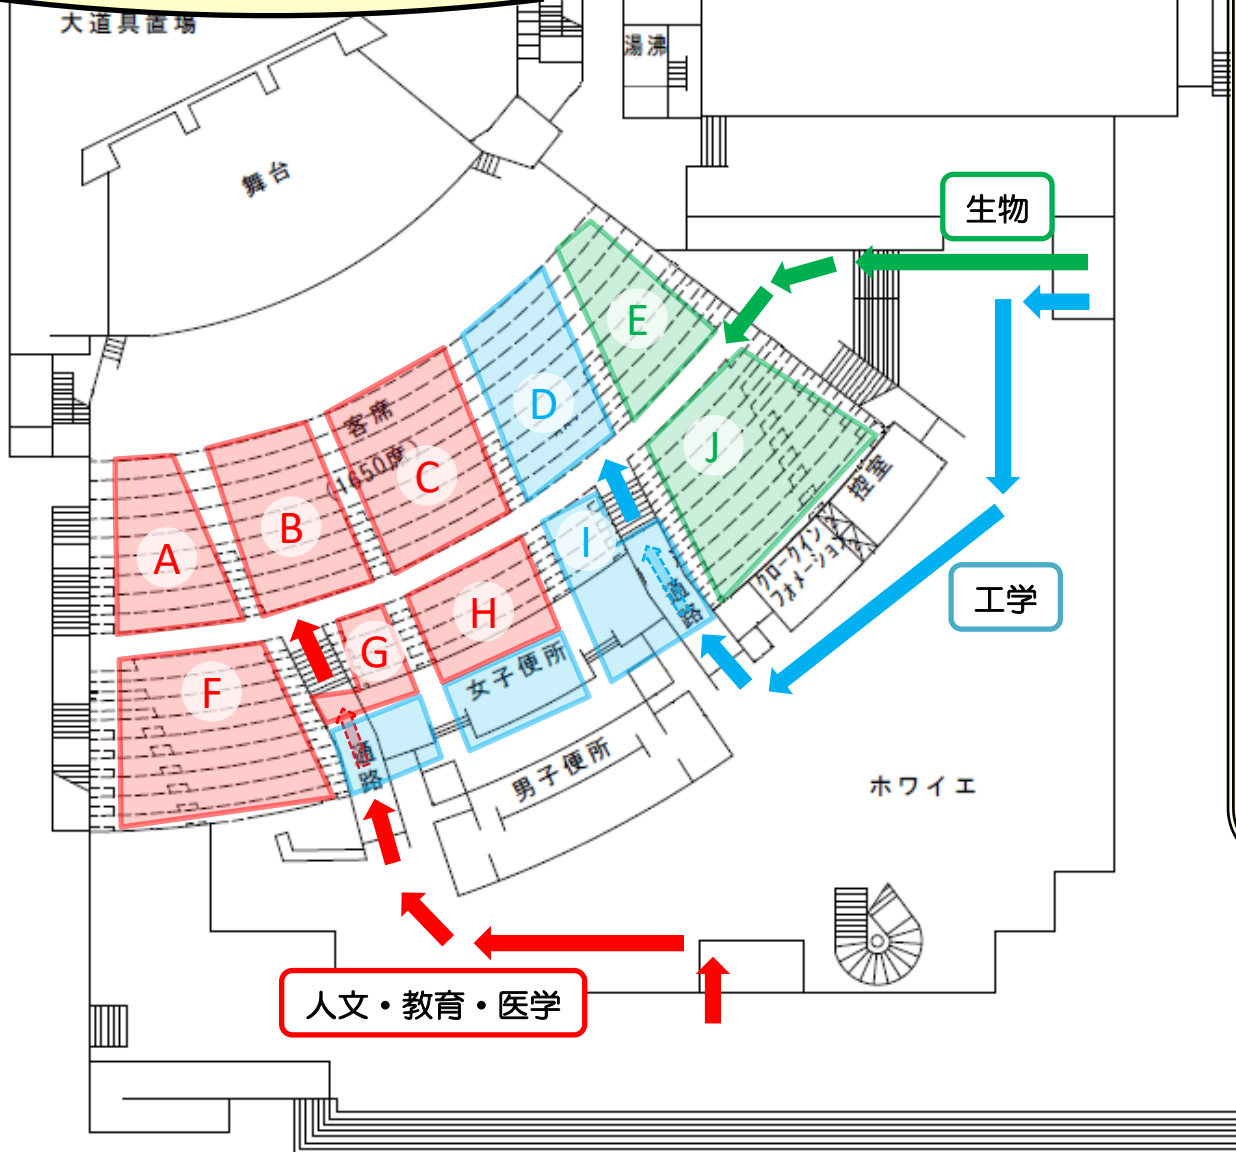 大道具置場
湯沸
舞台
生物
E
D
J
客席
(1650席)
C
控室
B
A
I
クロークイン
フォメーション
工学
H
通路
G
F
女子便所
通路
男子便所
ホワイエ
人文・教育・医学